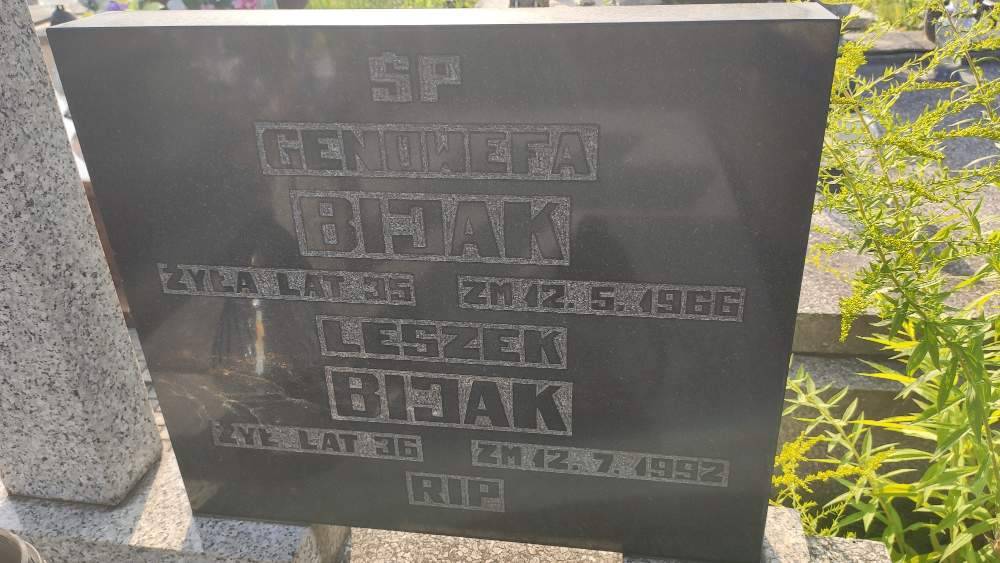 ŚP
GENOWEFA
BIJAK
ŻYŁA LAT 35 ZM 12. 5. 1966
LESZEK
BIJAK
ŻYŁ LAT 36 ZM 12. 7. 1992
RIP